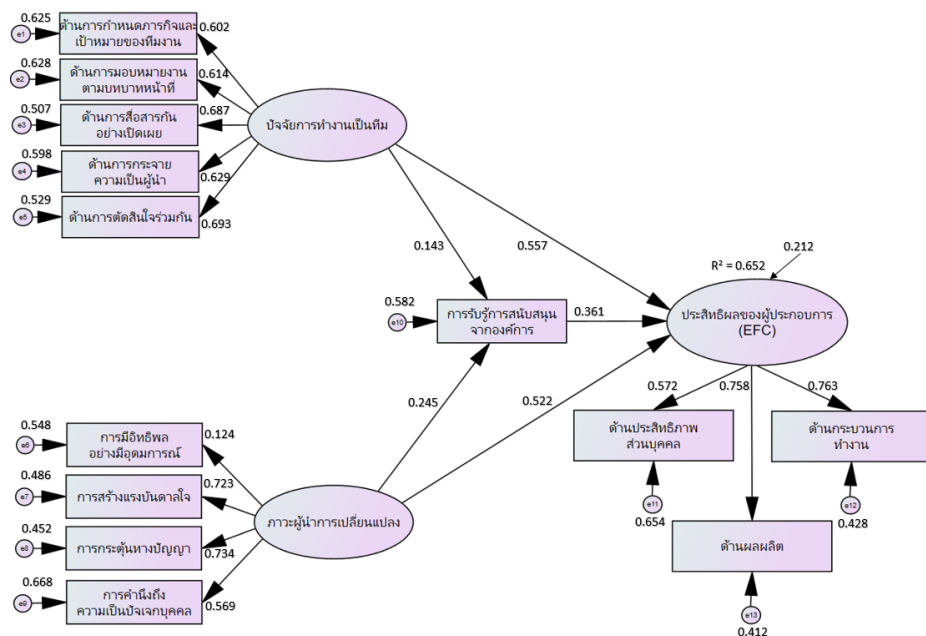 0.625
e1
ด้านการกำหนดภารกิจและ
เป้าหมายของทีมงาน
0.602
0.628
e2
ด้านการมอบหมายงาน
ตามบทบาทหน้าที่
0.614
0.507
e3
ด้านการสื่อสารกัน
อย่างเปิดเผย
0.687
0.598
e4
ด้านการกระจาย
ความเป็นผู้นำ
0.629
0.529
e5
ด้านการตัดสินใจร่วมกัน
0.693
ปัจจัยการทำงานเป็นทีม
0.143
0.557
0.212
R² = 0.652
0.582
e10
การรับรู้การสนับสนุน
จากองค์การ
0.361
ประสิทธิผลของผู้ประกอบการ
(EFC)
0.245
0.522
0.572
0.758
0.763
ด้านประสิทธิภาพ
ส่วนบุคคล
ด้านกระบวนการ
ทำงาน
e11
0.654
e12
0.428
ด้านผลผลิต
e13
0.412
0.548
e6
การมีอิทธิพล
อย่างมีอุดมการณ์
0.124
0.486
e7
การสร้างแรงบันดาลใจ
0.723
0.452
e8
การกระตุ้นทางปัญญา
0.734
0.668
e9
การคำนึงถึง
ความเป็นปัจเจกบุคคล
0.569
ภาวะผู้นำการเปลี่ยนแปลง